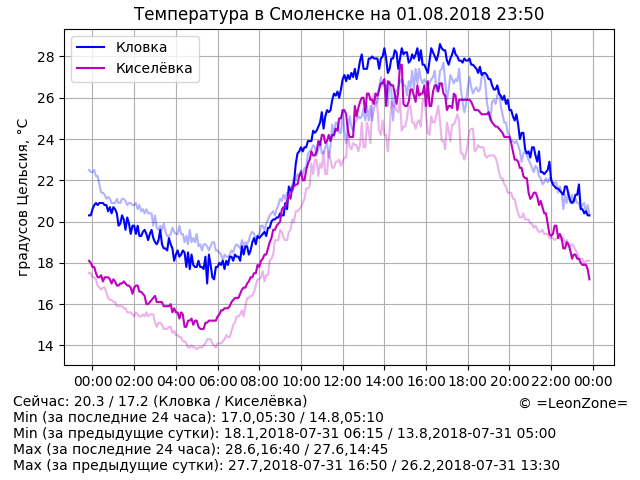 Температура в Смоленске на 01.08.2018 23:50
Кловка
Киселёвка
градусов Цельсия, °C
28
26
24
22
20
18
16
14
00:00 02:00 04:00 06:00 08:00 10:00 12:00 14:00 16:00 18:00 20:00 22:00 00:00
Сейчас: 20.3 / 17.2 (Кловка / Киселёвка)
© =LeonZone=
Min (за последние 24 часа): 17.0,05:30 / 14.8,05:10
Min (за предыдущие сутки): 18.1,2018-07-31 06:15 / 13.8,2018-07-31 05:00
Max (за последние 24 часа): 28.6,16:40 / 27.6,14:45
Max (за предыдущие сутки): 27.7,2018-07-31 16:50 / 26.2,2018-07-31 13:30